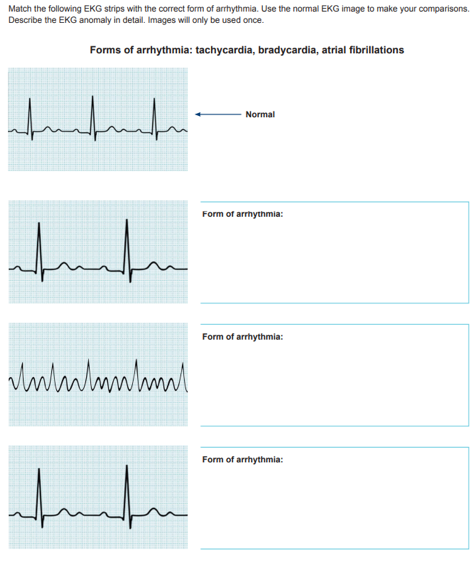 Match the following EKG strips with the correct form of arrhythmia. Use the normal EKG image to make your comparisons.
Describe the EKG anomaly in detail. Images will only be used once.
Forms of arrhythmia: tachycardia, bradycardia, atrial fibrillations
Normal
Form of arrhythmia:
Form of arrhythmia:
Form of arrhythmia: